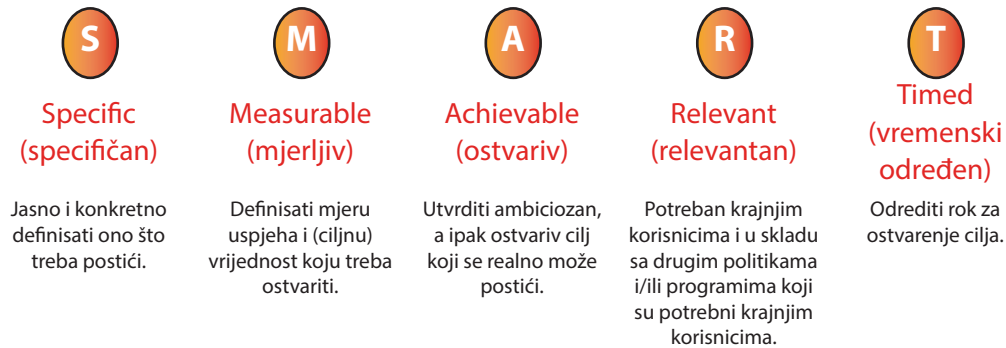 S
Specific
(specifičan)
Jasno i konkretno
definisati ono što
treba postići.
M
Measurable
(mjerljiv)
Definisati mjeru
uspjeha i (ciljnu)
vrijednost koju treba
ostvariti.
A
Achievable
(ostvariv)
Utvrditi ambiciozan,
a ipak ostvariv cilj
koji se realno može
postići.
R
Relevant
(relevantan)
Potreban krajnjim
korisnicima i u skladu
sa drugim politikama
i/ili programima koji
su potrebni krajnjim
korisnicima.
T
Timed
(vremenski
određen)
Odrediti rok za
ostvarenje cilja.